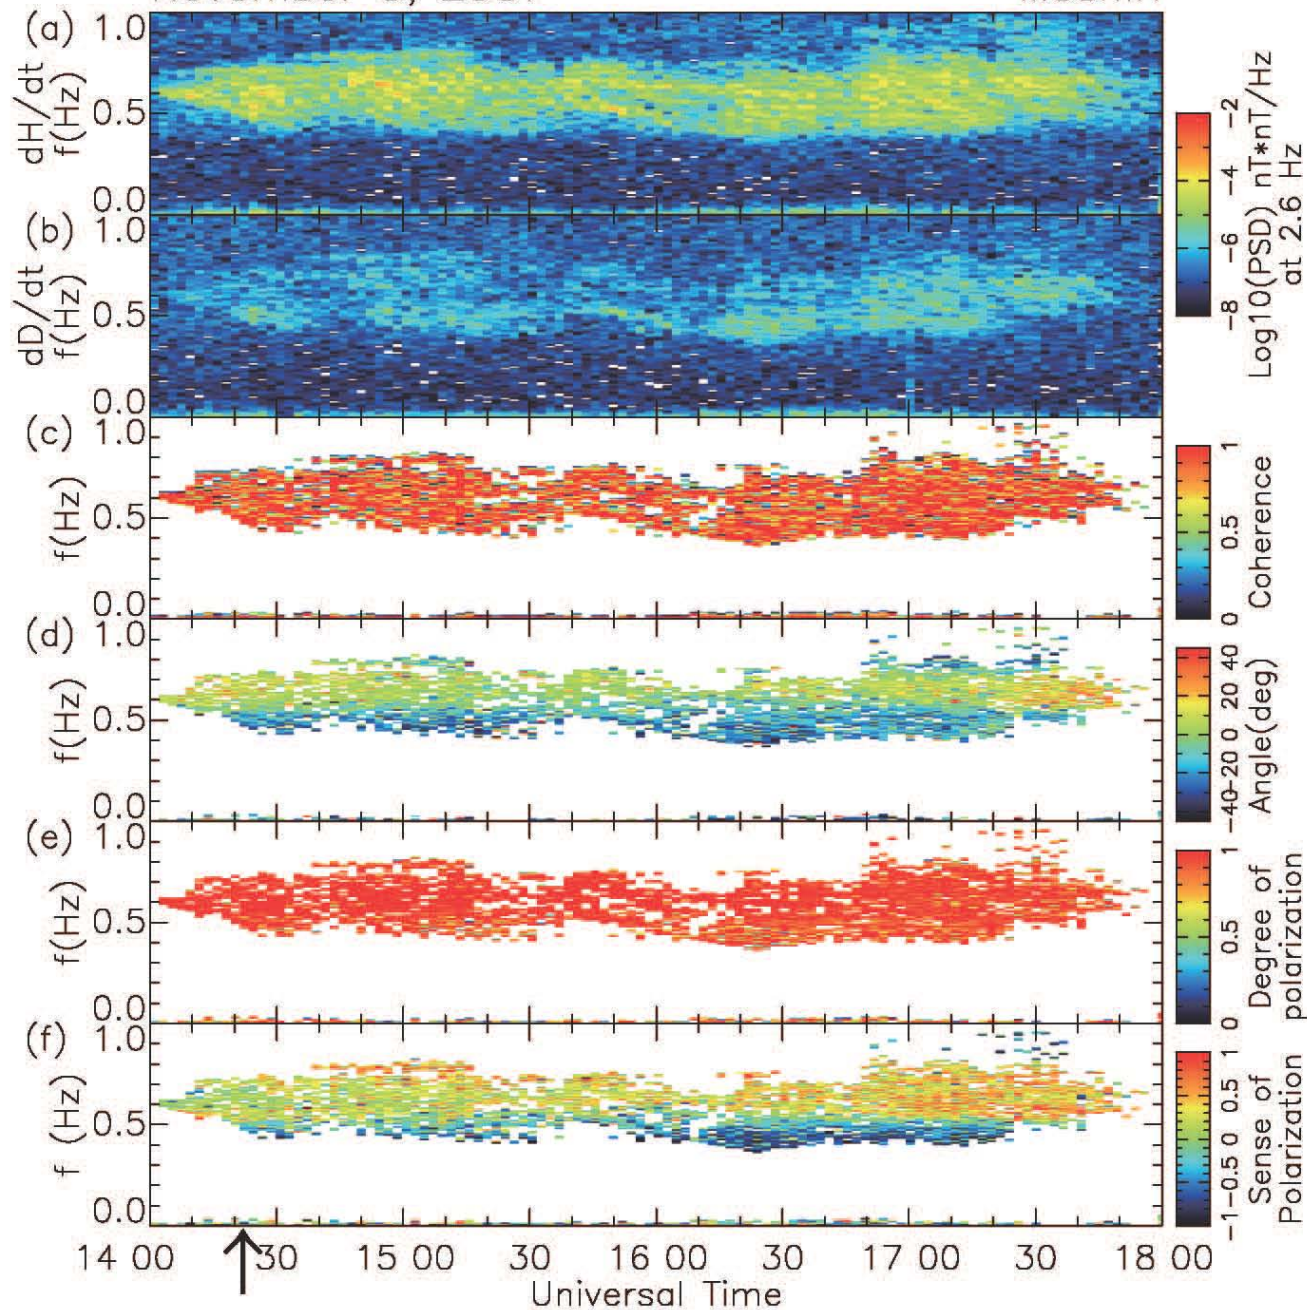 (a)
1.0
dH/dt
f(Hz)
0.5
0.0
(b)
1.0
dD/dt
f(Hz)
0.5
0.0
-2
-4
-6
-8
Log10(PSD) nT*nT/Hz
at 2.6 Hz
(c)
1.0
f(Hz)
0.5
0.0
1
0.5
0
Coherence
(d)
1.0
f(Hz)
0.5
0.0
40
20
0
-20
-40
Angle(deg)
(e)
1.0
f(Hz)
0.5
0.0
1
0.5
0
Degree of
polarization
(f)
1.0
f (Hz)
0.5
0.0
1
0.5
0
-0.5
-1
Sense of
Polarization
14 00 30 15 00 30 16 00 30 17 00 30 18 00
Universal Time